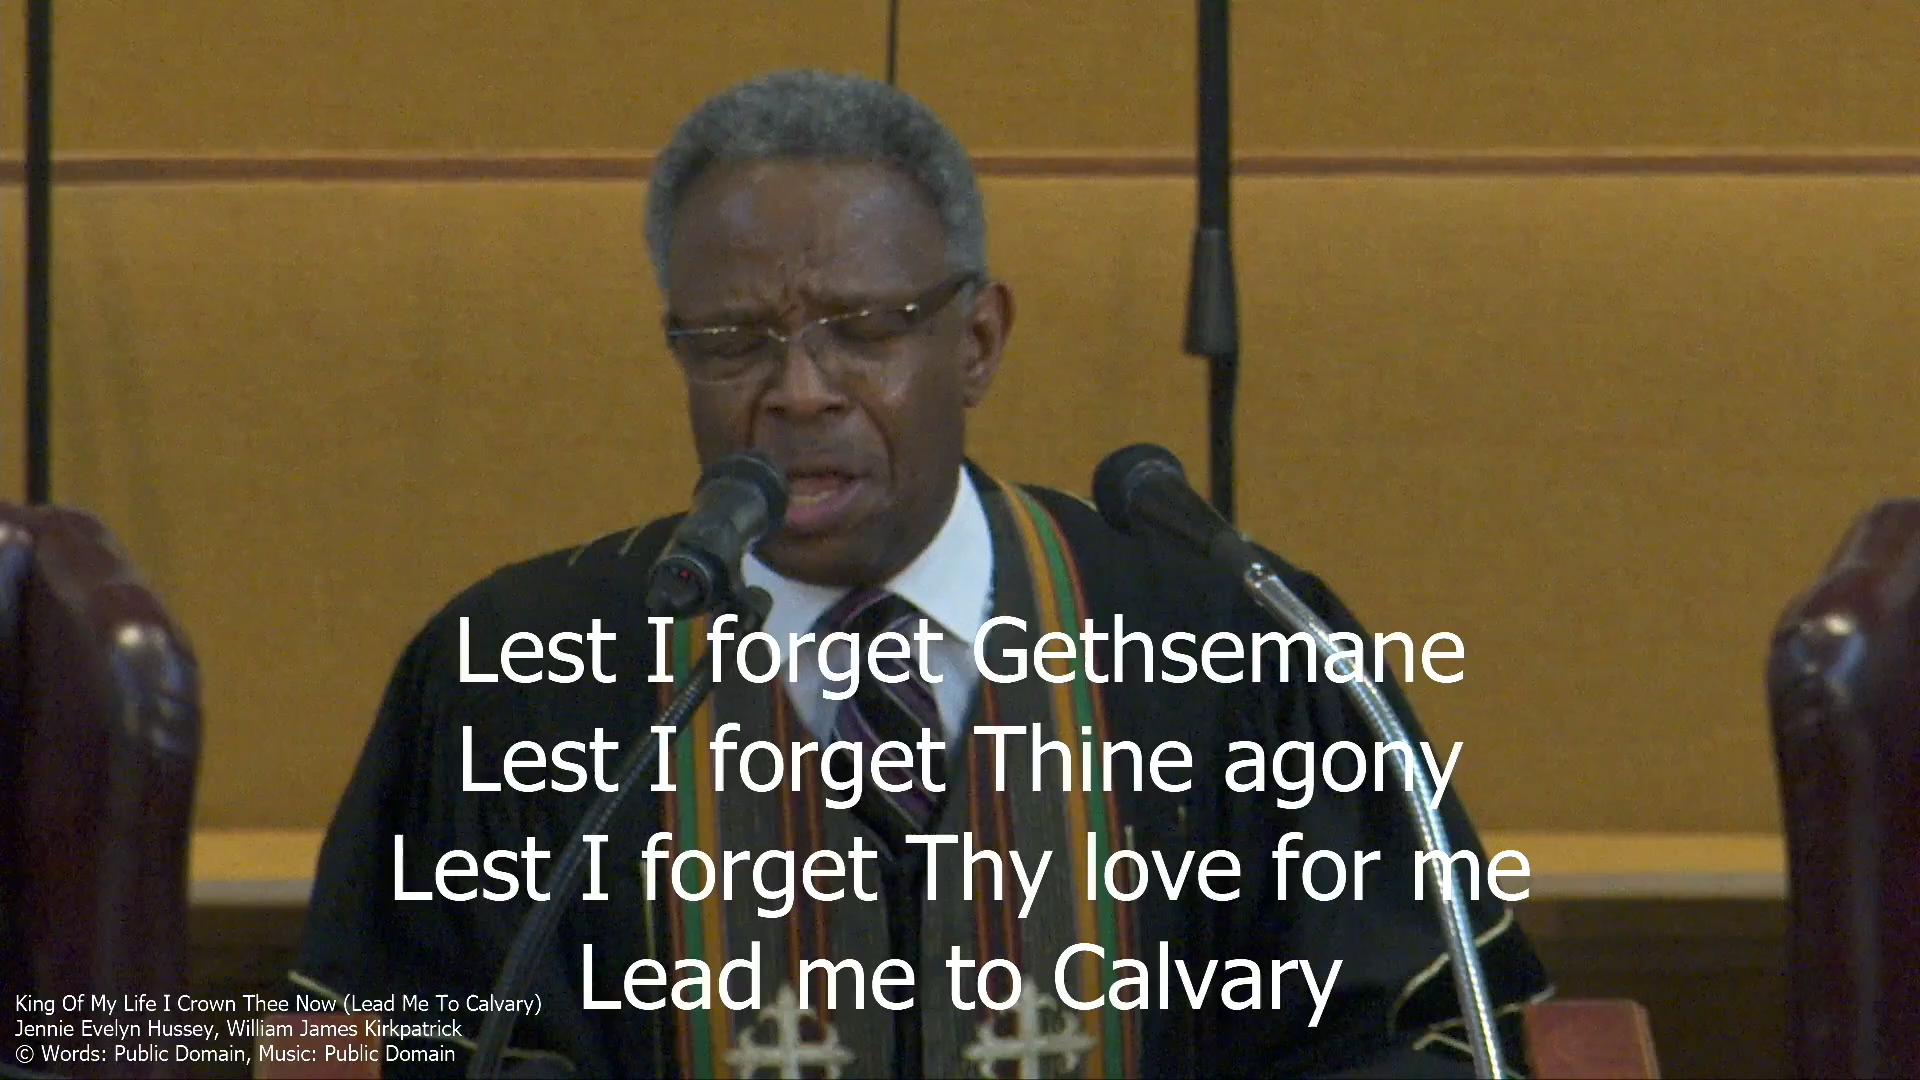 Lest I forget Gethsemane
Lest I forget Thine agony
Lest I forget Thy love for me
Lead me to Calvary
King Of My Life I Crown Thee Now (Lead Me To Calvary)
Jennie Evelyn Hussey, William James Kirkpatrick
© Words: Public Domain, Music: Public Domain